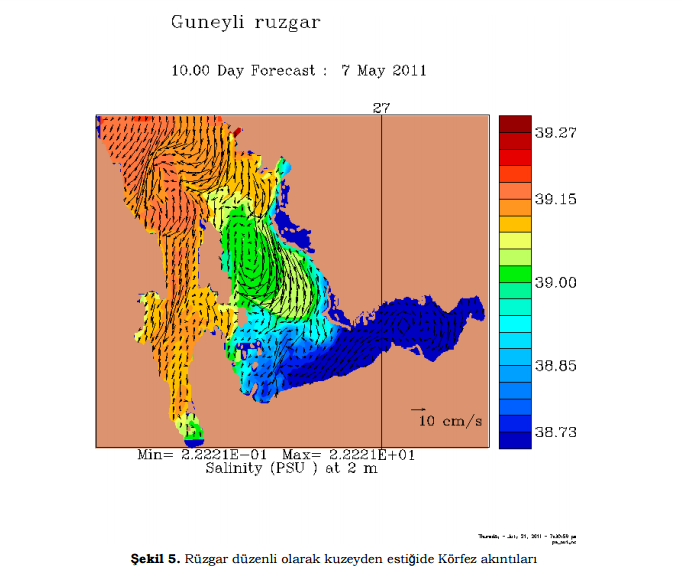 Guneyli ruzgar
10.00 Day Forecast : 7 May 2011
27
39.27
39.15
39.00
38.85
38.73
10 cm/s
Min= 2.2221E-01 Max= 2.2221E+01
Salinity (PSU ) at 2 m
Şekil 5. Rüzgar düzenli olarak kuzeyden estiğide Körfez akıntıları